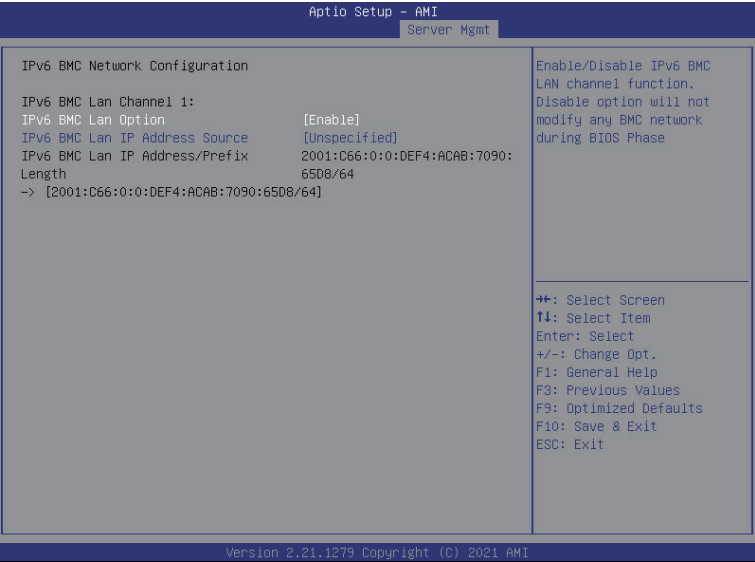 Aptio Setup – AMI
Server Mgmt
IPv6 BMC Network Configuration
IPv6 BMC Lan Channel 1:
IPv6 BMC Lan Option [Enable]
IPv6 BMC Lan IP Address Source [Unspecified]
IPv6 BMC Lan IP Address/Prefix 2001:C66:0:0:DEF4:ACAB:7090:
Length 65D8/64
-> [2001:C66:0:0:DEF4:ACAB:7090:65D8/64]
Enable/Disable IPv6 BMC
LAN channel function.
Disable option will not
modify any BMC network
during BIOS Phase
→←: Select Screen
↑↓: Select Item
Enter: Select
+/-: Change Opt.
F1: General Help
F3: Previous Values
F9: Optimized Defaults
F10: Save & Exit
ESC: Exit
Version 2.21.1279 Copyright (C) 2021 AMI